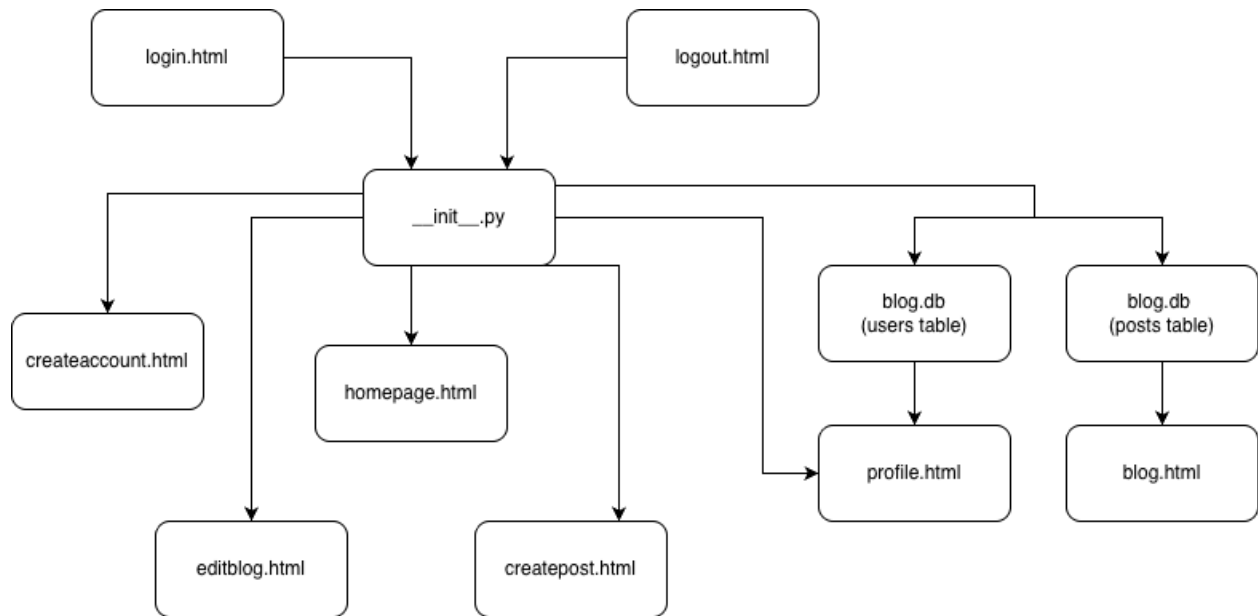 login.html
logout.html
__init__.py
createaccount.html
homepage.html
blog.db
(users table)
blog.db
(posts table)
profile.html
blog.html
editblog.html
createpost.html